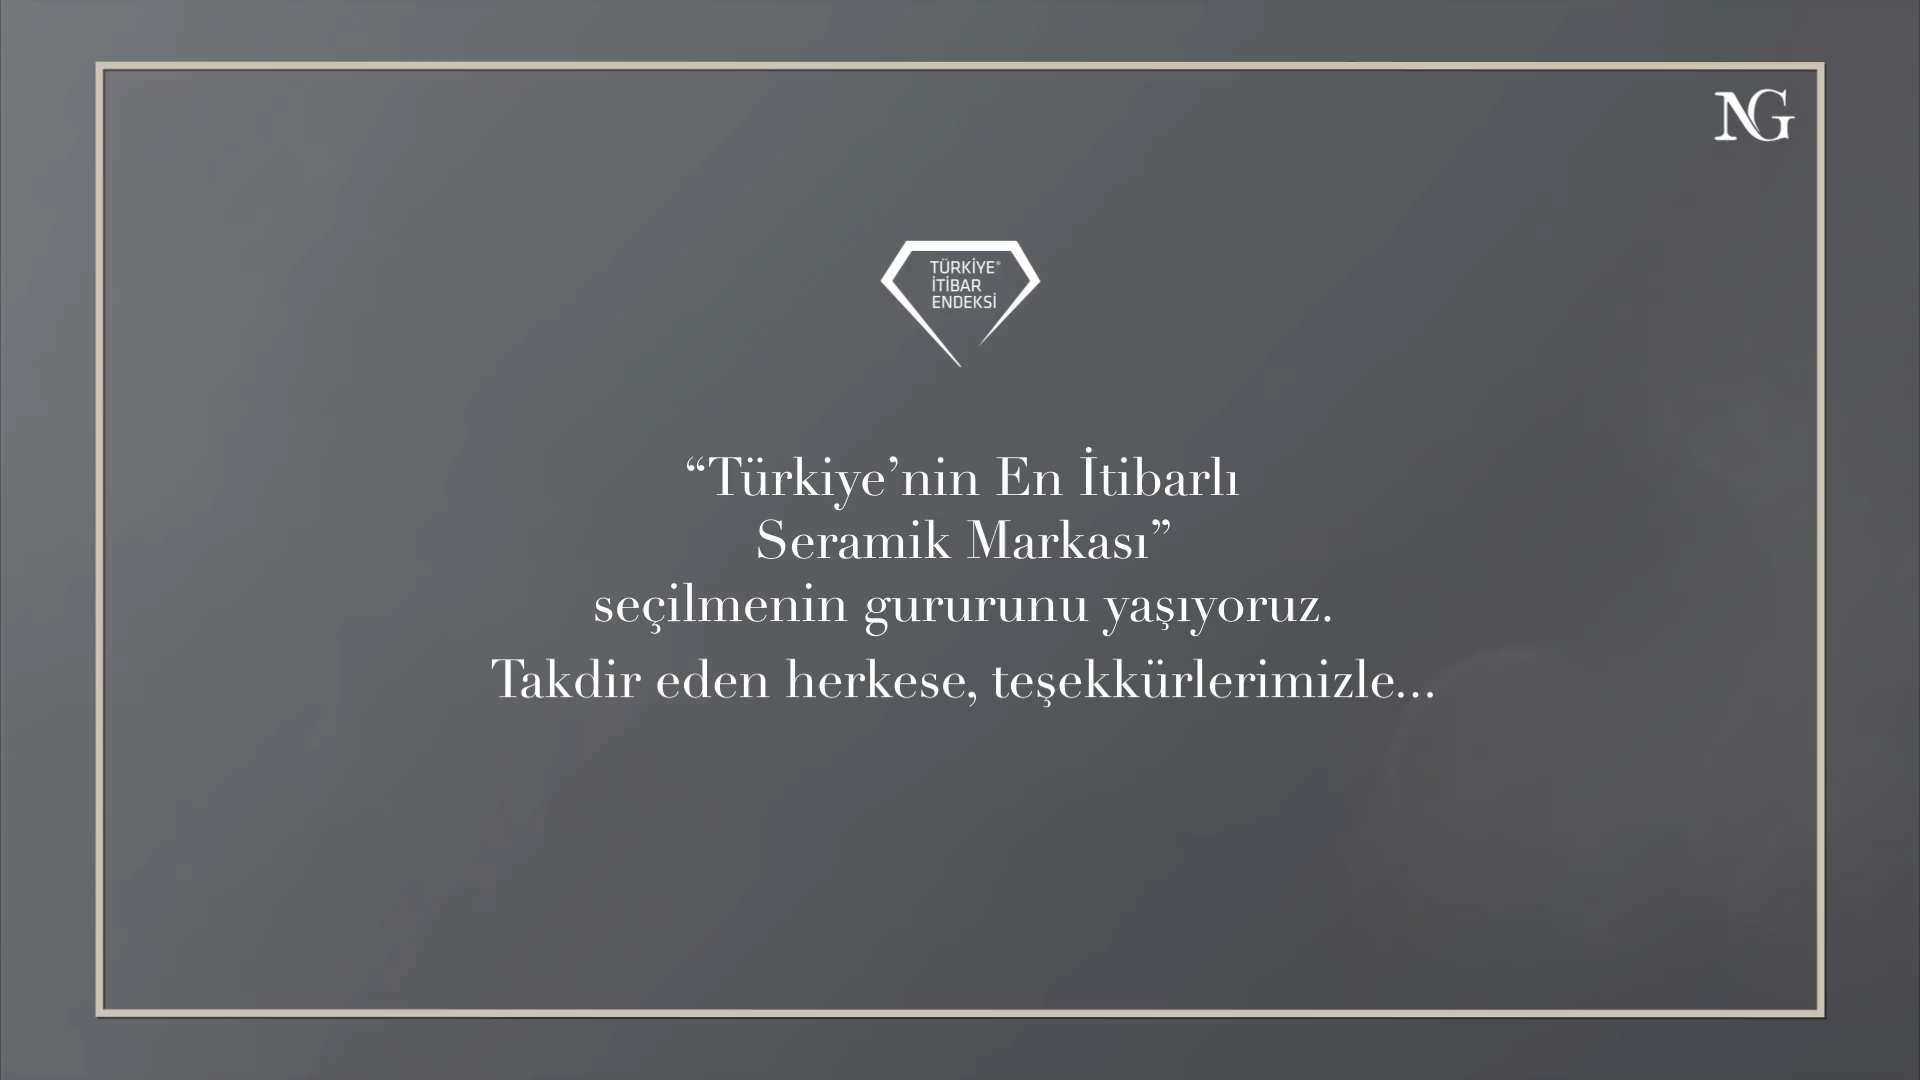 NG
TÜRKİYE®
İTİBAR
ENDEKSİ
“Türkiye’nin En İtibarlı
Seramik Markası”
seçilmenin gururunu yaşıyoruz.
Takdir eden herkese, teşekkürlerimizle...